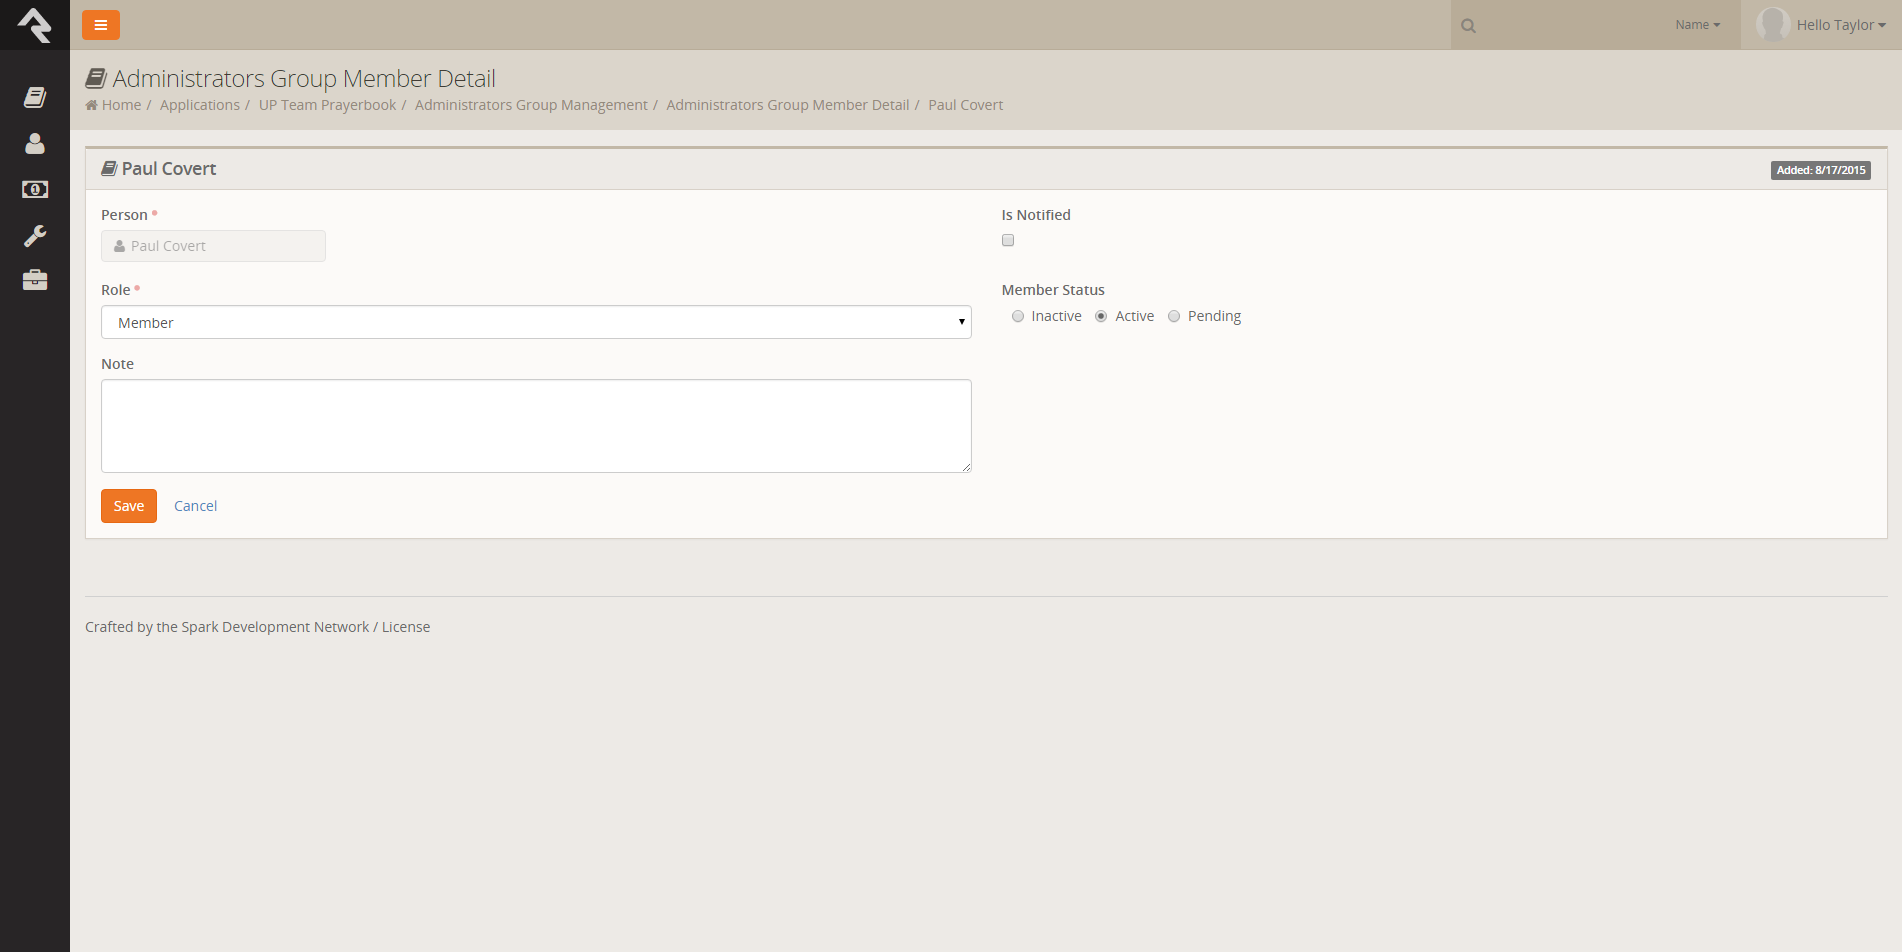 Name
Hello Taylor
Administrators Group Member Detail
Home / Applications / UP Team Prayerbook / Administrators Group Management / Administrators Group Member Detail / Paul Covert
Paul Covert
Added: 8/17/2015
Person
Is Notified
Paul Covert
Role
Member Status
Member
Inactive Active Pending
Note
Save Cancel
Crafted by the Spark Development Network / License